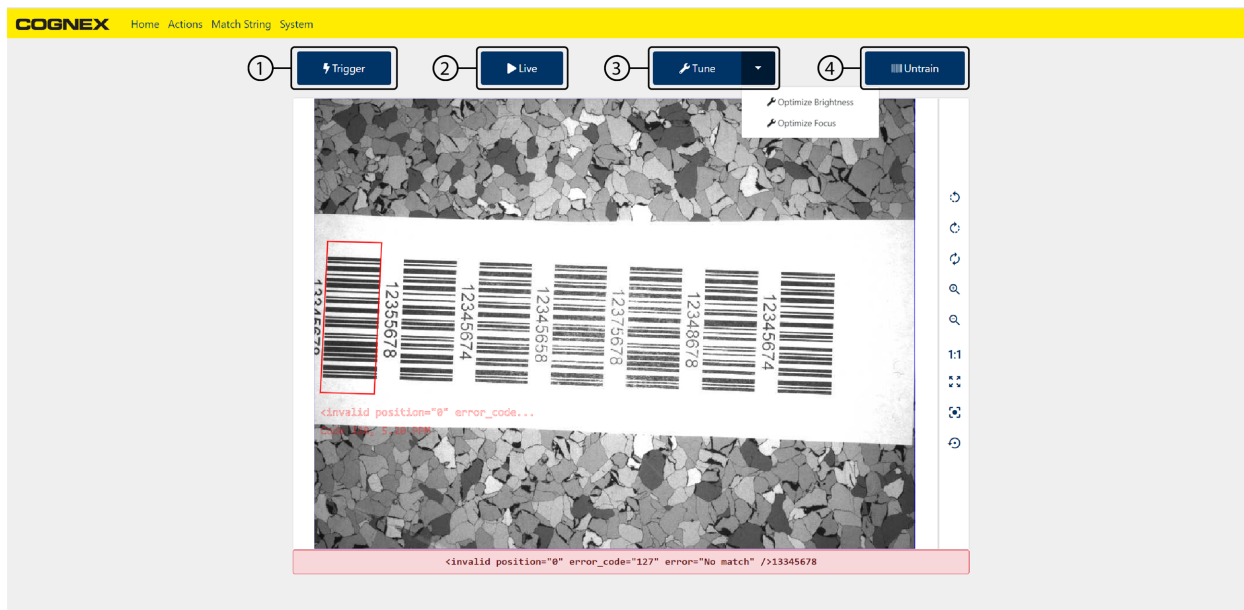 COGNEX Home Actions Match String System
1 Trigger 2 Live 3 Tune 4 Untrain
Optimize Brightness
Optimize Focus
12355678
12345674
12345658
12375678
12348678
12345674
1:1
<invalid position="0" error_code...
<invalid position="0" error_code="127" error="No match" />13345678